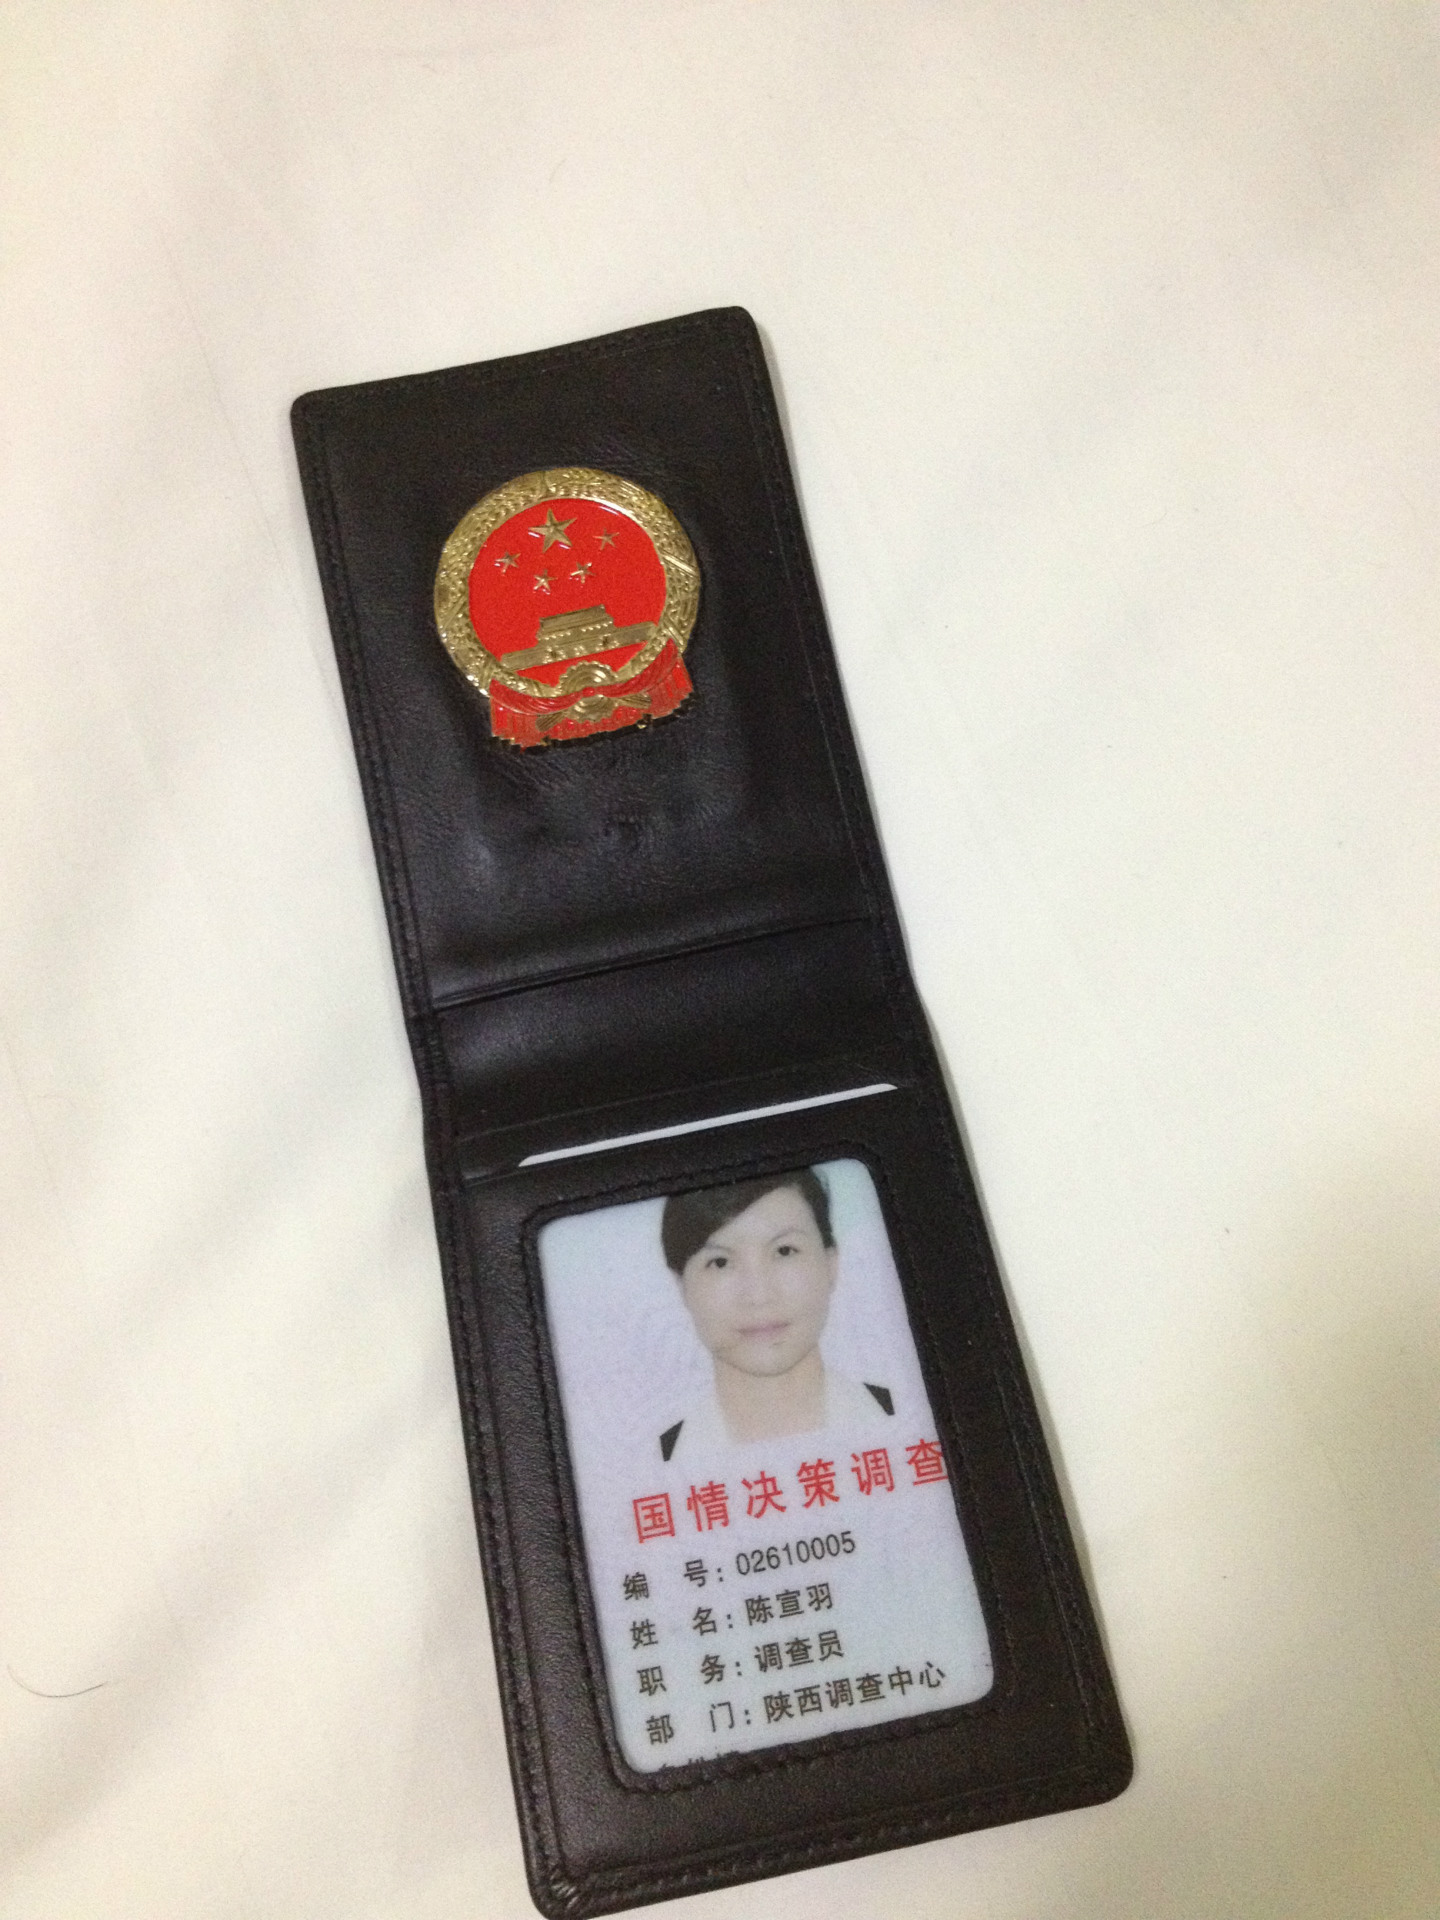 国情决策调查
编 号:02610005
姓 名:陈宣羽
职 务:调查员
部 门:陕西调查中心